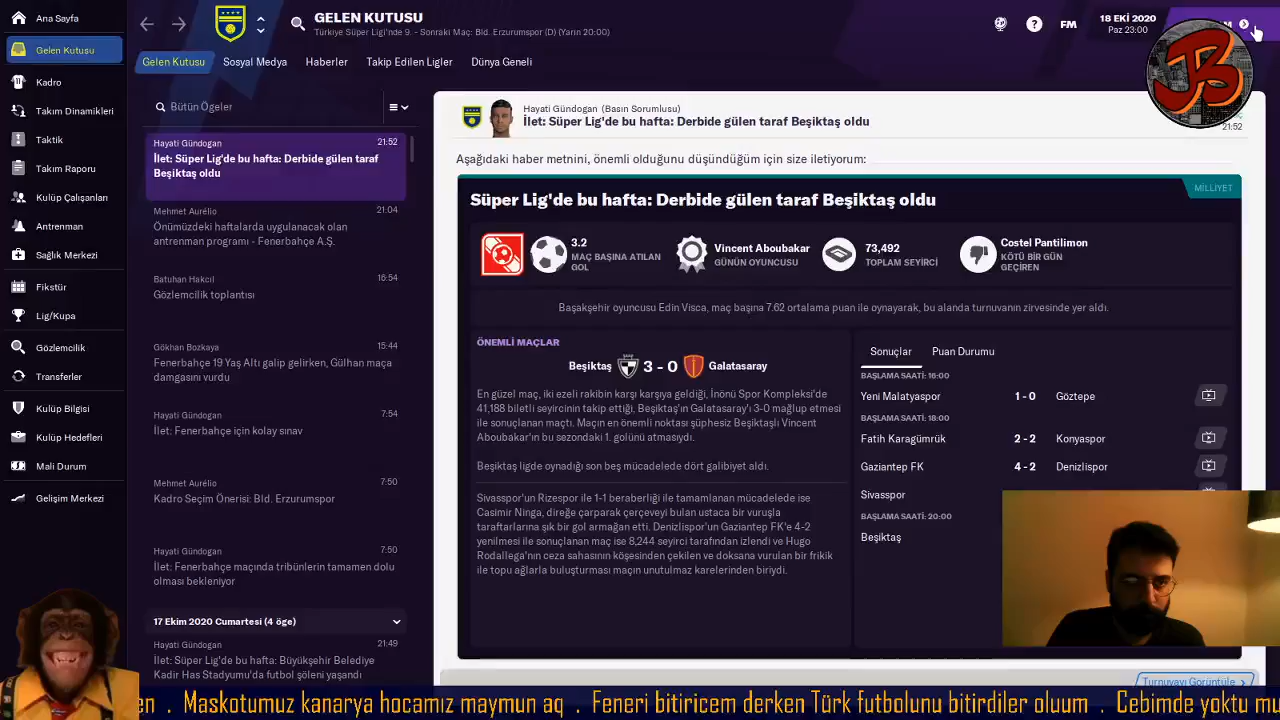 Ana Sayfa
Gelen Kutusu
Kadro
Takım Dinamikleri
Taktik
Takım Raporu
Kulüp Çalışanları
Antrenman
Sağlık Merkezi
Fikstür
Lig/Kupa
Gözlemcilik
Transferler
Kulüp Bilgisi
Kulüp Hedefleri
Mali Durum
Gelişim Merkezi
GELEN KUTUSU
Türkiye Süper Ligi'nde 9. - Sonraki Maç: Bld. Erzurumspor (D) (Yarın 20:00)
FM
18 EKİ 2020
Paz 23:00
Gelen Kutusu
Sosyal Medya
Haberler
Takip Edilen Ligler
Dünya Geneli
Bütün Ögeler
Hayati Gündogan 21:52
İlet: Süper Lig'de bu hafta: Derbide gülen taraf
Beşiktaş oldu
Mehmet Aurélio 21:04
Önümüzdeki haftalarda uygulanacak olan
antrenman programı - Fenerbahçe A.Ş.
Batuhan Hakcıl 16:54
Gözlemcilik toplantısı
Gökhan Bozkaya 15:44
Fenerbahçe 19 Yaş Altı galip gelirken, Gülhan maça
damgasını vurdu
Hayati Gündogan 7:54
İlet: Fenerbahçe için kolay sınav
Mehmet Aurélio 7:50
Kadro Seçim Önerisi: Bld. Erzurumspor
Hayati Gündogan 7:50
İlet: Fenerbahçe maçında tribünlerin tamamen dolu
olması bekleniyor
17 Ekim 2020 Cumartesi (4 öge)
Hayati Gündogan 21:49
İlet: Süper Lig'de bu hafta: Büyükşehir Belediye
Kadir Has Stadyumu'da futbol şöleni yaşandı
Hayati Gündogan (Basın Sorumlusu)
İlet: Süper Lig'de bu hafta: Derbide gülen taraf Beşiktaş oldu
21:52
Aşağıdaki haber metnini, önemli olduğunu düşündüğüm için size iletiyorum:
MİLLİYET
Süper Lig'de bu hafta: Derbide gülen taraf Beşiktaş oldu
3.2
MAÇ BAŞINA ATILAN
GOL
Vincent Aboubakar
GÜNÜN OYUNCUSU
73,492
TOPLAM SEYİRCİ
Costel Pantilimon
KÖTÜ BİR GÜN
GEÇİREN
Başakşehir oyuncusu Edin Visca, maç başına 7.62 ortalama puan ile oynayarak, bu alanda turnuvanın zirvesinde yer aldı.
ÖNEMLİ MAÇLAR
Beşiktaş 3 - 0 Galatasaray
En güzel maç, iki ezeli rakibin karşı karşıya geldiği, İnönü Spor Kompleksi'de
41,188 biletli seyircinin takip ettiği, Beşiktaş'ın Galatasaray'ı 3-0 mağlup etmesi
ile sonuçlanan maçtı. Maçın en önemli noktası şüphesiz Beşiktaşlı Vincent
Aboubakar'ın bu sezondaki 1. golünü atmasıydı.
Beşiktaş ligde oynadığı son beş mücadelede dört galibiyet aldı.
Sivasspor'un Rizespor ile 1-1 beraberliği ile tamamlanan mücadelede ise
Casimir Ninga, direğe çarparak çerçeveyi bulan ustaca bir vuruşla
taraftarlarına şık bir gol armağan etti. Denizlispor'un Gaziantep FK'e 4-2
yenilmesi ile sonuçlanan maç ise 8,244 seyirci tarafından izlendi ve Hugo
Rodallega'nın ceza sahasının köşesinden çekilen ve doksana vurulan bir frikik
ile topu ağlarla buluşturması maçın unutulmaz karelerinden biriydi.
Sonuçlar
Puan Durumu
BAŞLAMA SAATİ: 16:00
Yeni Malatyaspor 1 - 0 Göztepe
BAŞLAMA SAATİ: 18:00
Fatih Karagümrük 2 - 2 Konyaspor
Gaziantep FK 4 - 2 Denizlispor
Sivasspor
BAŞLAMA SAATİ: 20:00
Beşiktaş
Turnuvayı Görüntüle
en . Maskotumuz kanarya hocamız maymun aq . Feneri bitiricem derken Türk futbolunu bitirdiler oluum . Cebimde yoktu mu